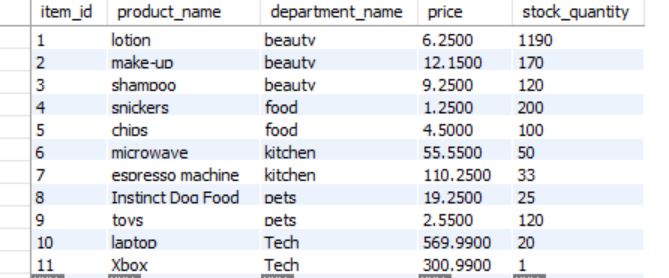 item_id product_name department_name price stock_quantity
1 lotion beauty 6.2500 1190
2 make-up beauty 12.1500 170
3 shampoo beauty 9.2500 120
4 snickers food 1.2500 200
5 chips food 4.5000 100
6 microwave kitchen 55.5500 50
7 espresso machine kitchen 110.2500 33
8 Instinct Dog Food pets 19.2500 25
9 toys pets 2.5500 120
10 laptop Tech 569.9900 20
11 Xbox Tech 300.9900 1